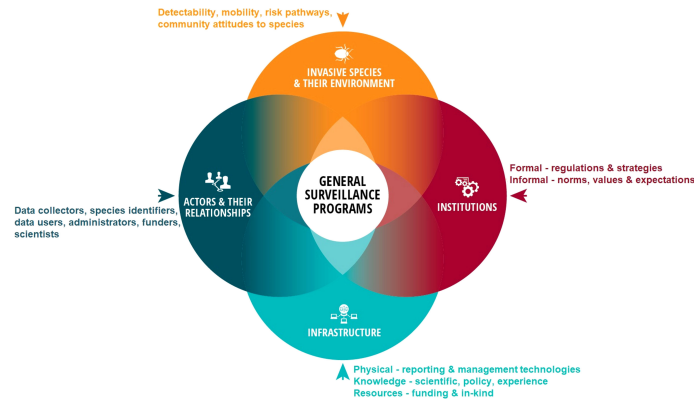 Detectability, mobility, risk pathways,
community attitudes to species
INVASIVE SPECIES
& THEIR ENVIRONMENT
ACTORS & THEIR
RELATIONSHIPS
Data collectors, species identifiers,
data users, administrators, funders,
scientists
GENERAL
SURVEILLANCE
PROGRAMS
Formal - regulations & strategies
Informal - norms, values & expectations
INSTITUTIONS
INFRASTRUCTURE
Physical - reporting & management technologies
Knowledge - scientific, policy, experience
Resources - funding & in-kind